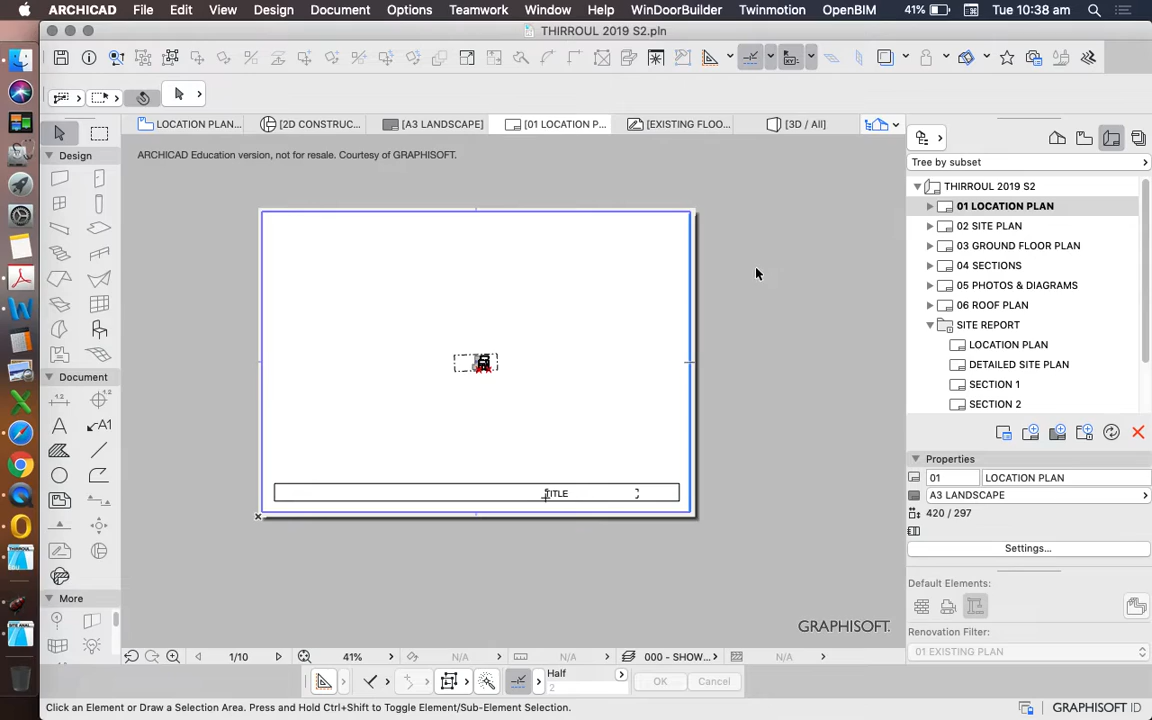 ARCHICAD File Edit View Design Document Options Teamwork Window Help WinDoorBuilder Twinmotion OpenBIM 41% Tue 10:38 am
THIRROUL 2019 S2.pln
LOCATION PLAN... [2D CONSTRUC... [A3 LANDSCAPE] [01 LOCATION P... [EXISTING FLOO... [3D / All]
ARCHICAD Education version, not for resale. Courtesy of GRAPHISOFT.
Tree by subset
Design
THIRROUL 2019 S2
01 LOCATION PLAN
02 SITE PLAN
03 GROUND FLOOR PLAN
04 SECTIONS
05 PHOTOS & DIAGRAMS
06 ROOF PLAN
SITE REPORT
LOCATION PLAN
DETAILED SITE PLAN
SECTION 1
SECTION 2
Document
A1
Properties
01 LOCATION PLAN
A3 LANDSCAPE
420 / 297
Settings...
Default Elements:
Renovation Filter:
01 EXISTING PLAN
TITLE
More
GRAPHISOFT.
1/10 41% N/A N/A 000 - SHOW... N/A
Half
2
OK Cancel
Click an Element or Draw a Selection Area. Press and Hold Ctrl+Shift to Toggle Element/Sub-Element Selection.
GRAPHISOFT ID